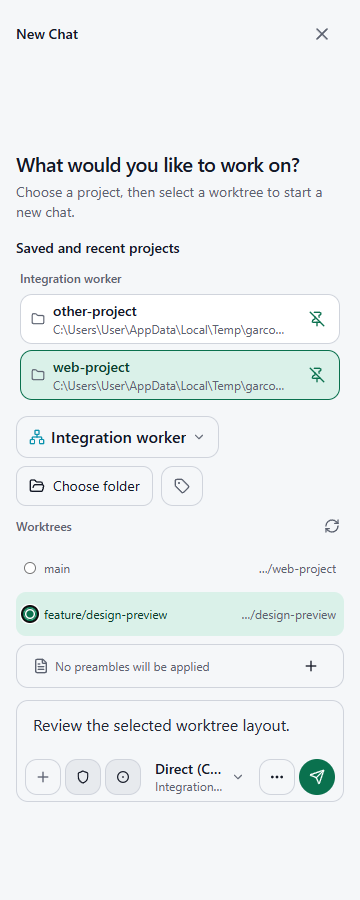 New Chat
What would you like to work on?
Choose a project, then select a worktree to start a
new chat.
Saved and recent projects
Integration worker
other-project
C:\Users\User\AppData\Local\Temp\garco...
web-project
C:\Users\User\AppData\Local\Temp\garco...
Integration worker
Choose folder
Worktrees
main .../web-project
feature/design-preview .../design-preview
No preambles will be applied
Review the selected worktree layout.
Direct (C...
Integration...